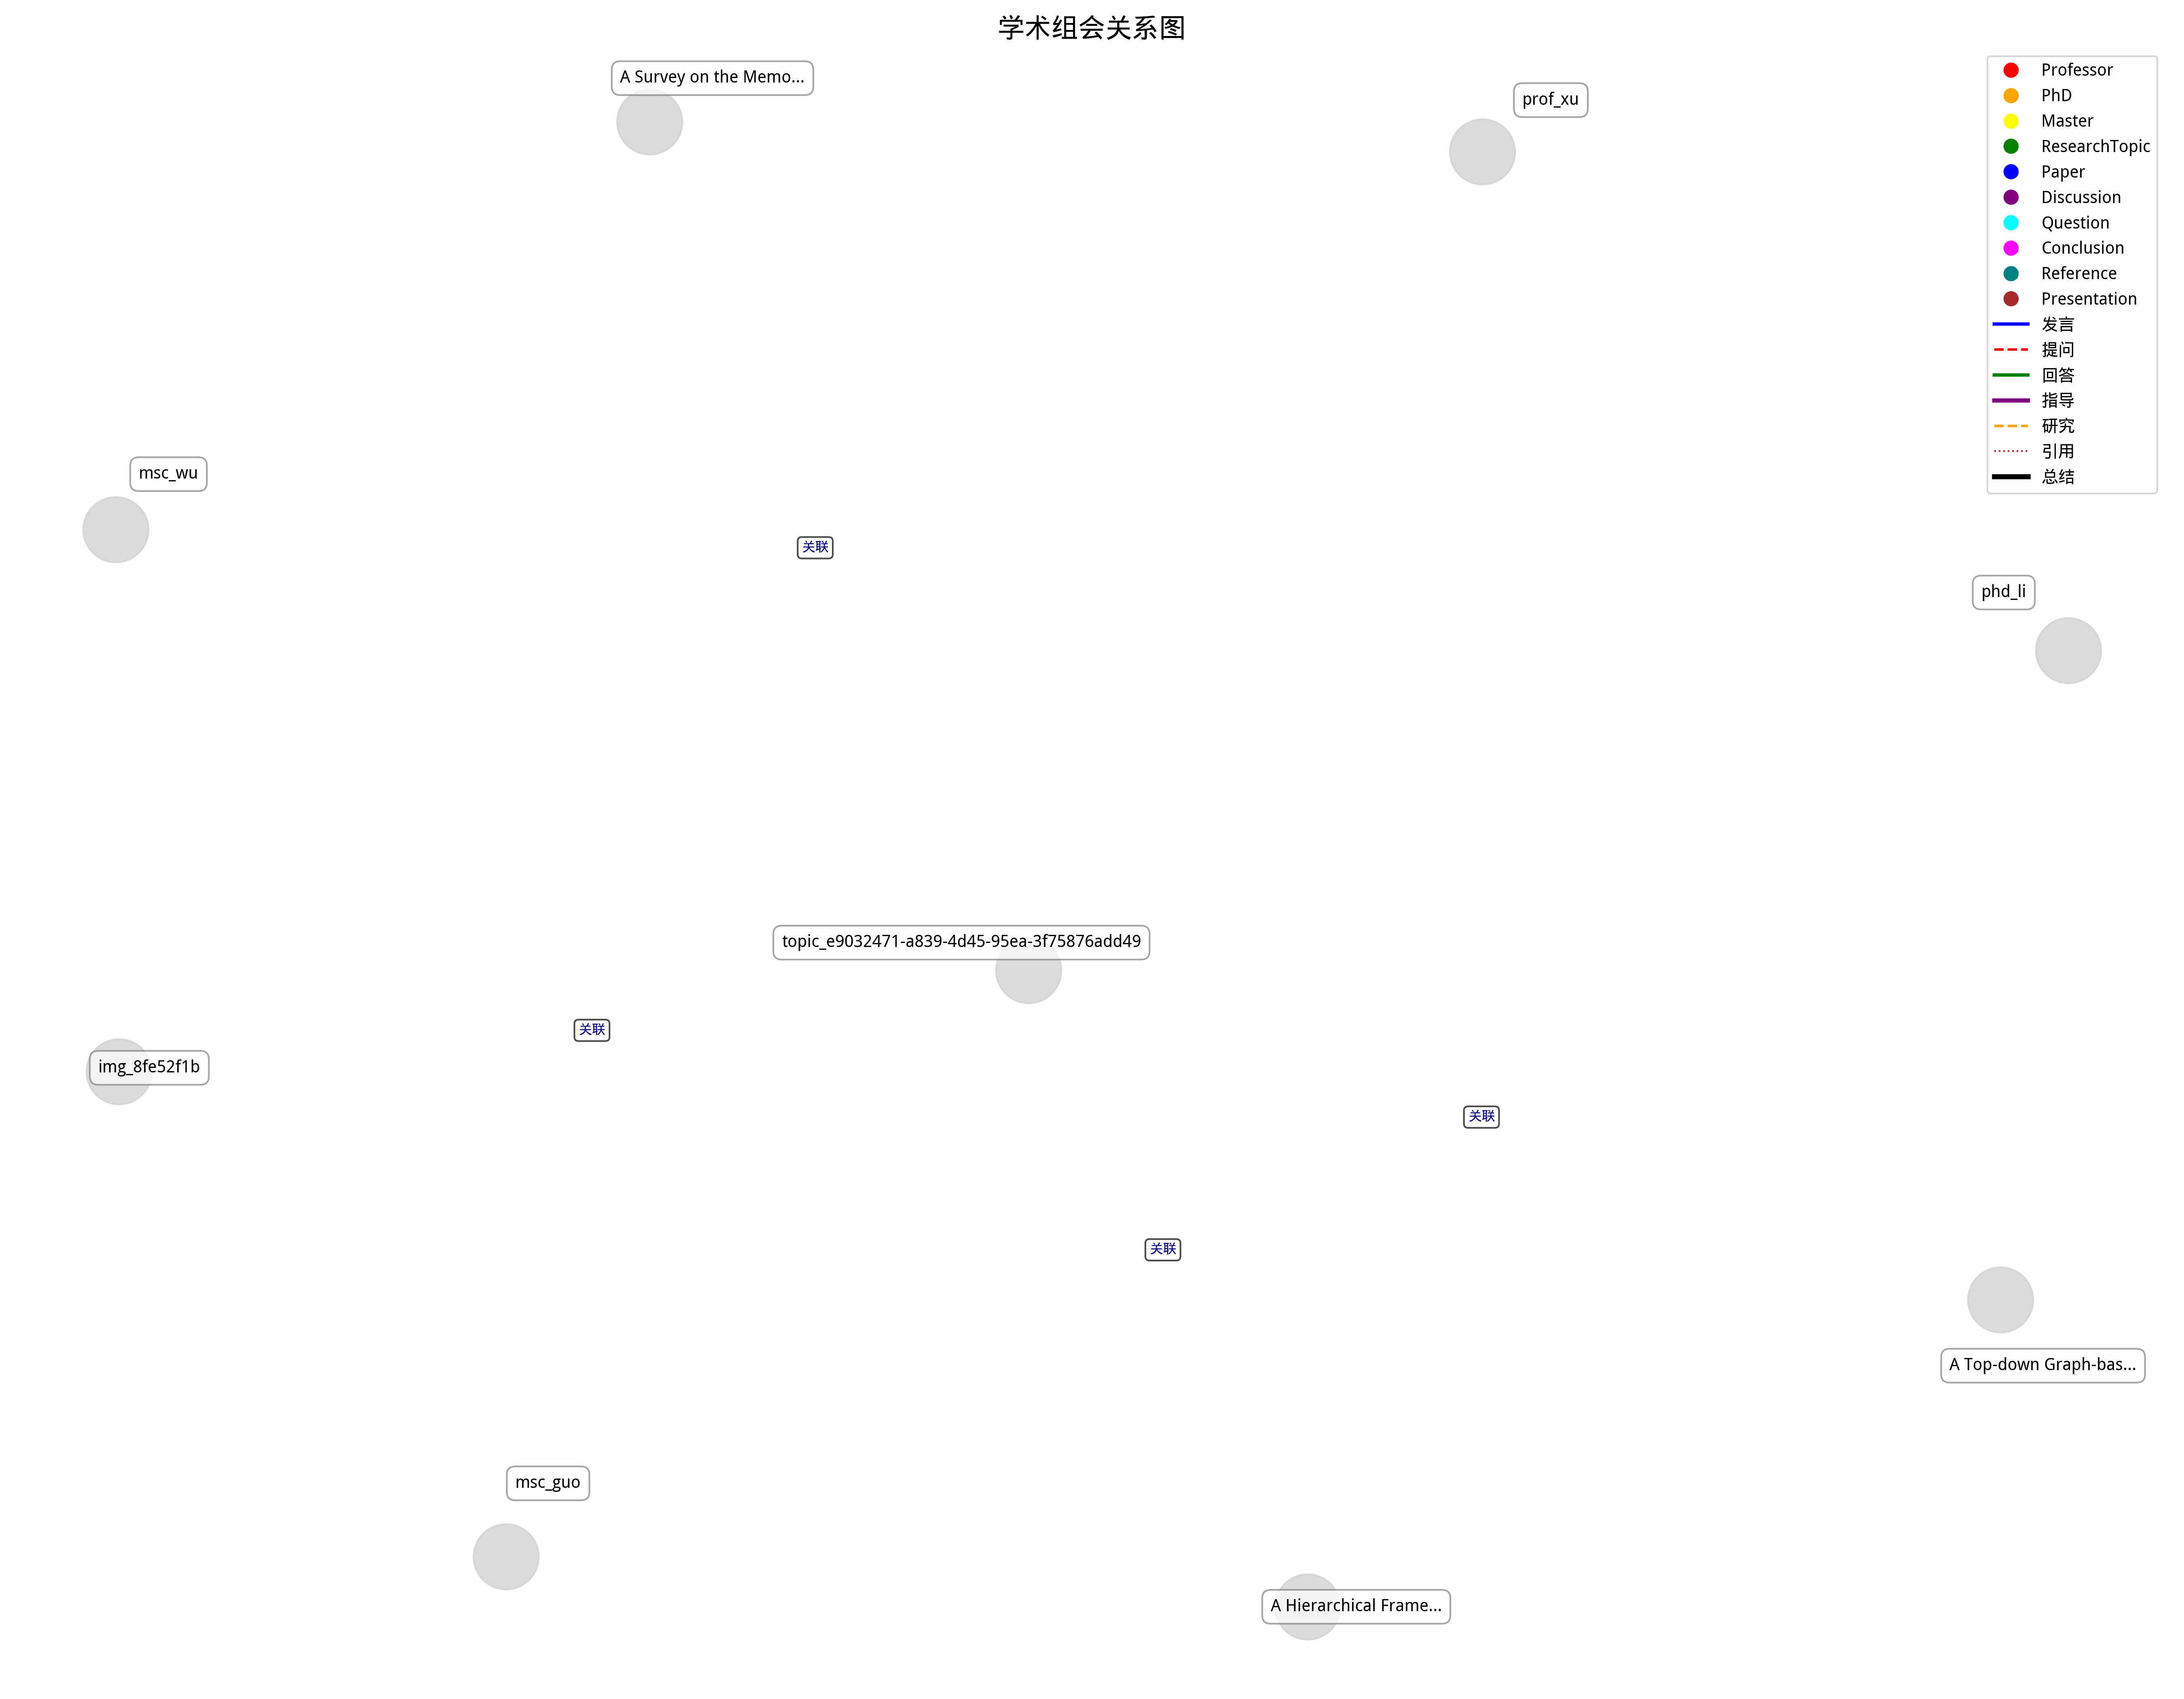 学术组会关系图
A Survey on the Memo...
prof_xu
Professor
PhD
Master
ResearchTopic
Paper
Discussion
Question
Conclusion
Reference
Presentation
发言
提问
回答
指导
研究
引用
总结
msc_wu
关联
phd_li
topic_e9032471-a839-4d45-95ea-3f75876add49
关联
img_8fe52f1b
关联
关联
A Top-down Graph-bas...
msc_guo
A Hierarchical Frame...